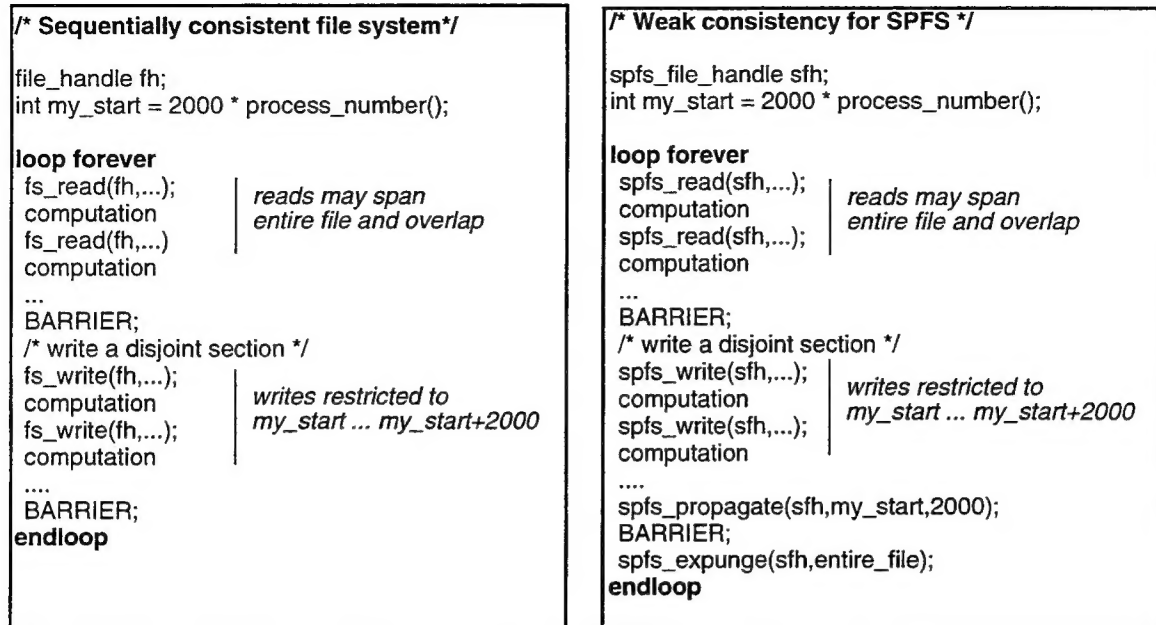 /* Sequentially consistent file system*/
file_handle fh;
int my_start = 2000 * process_number();
loop forever
fs_read(fh,...);
computation
fs_read(fh,...)
computation
reads may span
entire file and overlap
...
BARRIER;
/* write a disjoint section */
fs_write(fh,...);
computation
fs_write(fh,...);
computation
writes restricted to
my_start ... my_start+2000
....
BARRIER;
endloop
/* Weak consistency for SPFS */
spfs_file_handle sfh;
int my_start = 2000 * process_number();
loop forever
spfs_read(sfh,...);
computation
spfs_read(sfh,...);
computation
reads may span
entire file and overlap
...
BARRIER;
/* write a disjoint section */
spfs_write(sfh,...);
computation
spfs_write(sfh,...);
computation
writes restricted to
my_start ... my_start+2000
....
spfs_propagate(sfh,my_start,2000);
BARRIER;
spfs_expunge(sfh,entire_file);
endloop